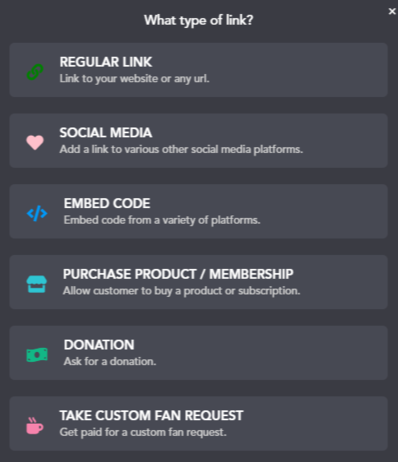 What type of link?
×
REGULAR LINK
Link to your website or any url.
SOCIAL MEDIA
Add a link to various other social media platforms.
EMBED CODE
Embed code from a variety of platforms.
PURCHASE PRODUCT / MEMBERSHIP
Allow customer to buy a product or subscription.
DONATION
Ask for a donation.
TAKE CUSTOM FAN REQUEST
Get paid for a custom fan request.